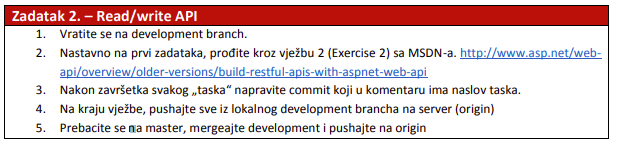 Zadatak 2. – Read/write API
1. Vratite se na development branch.
2. Nastavno na prvi zadataka, prođite kroz vježbu 2 (Exercise 2) sa MSDN-a. http://www.asp.net/web-
api/overview/older-versions/build-restful-apis-with-aspnet-web-api
3. Nakon završetka svakog „taska“ napravite commit koji u komentaru ima naslov taska.
4. Na kraju vježbe, pushajte sve iz lokalnog development brancha na server (origin)
5. Prebacite se na master, mergeajte development i pushajte na origin